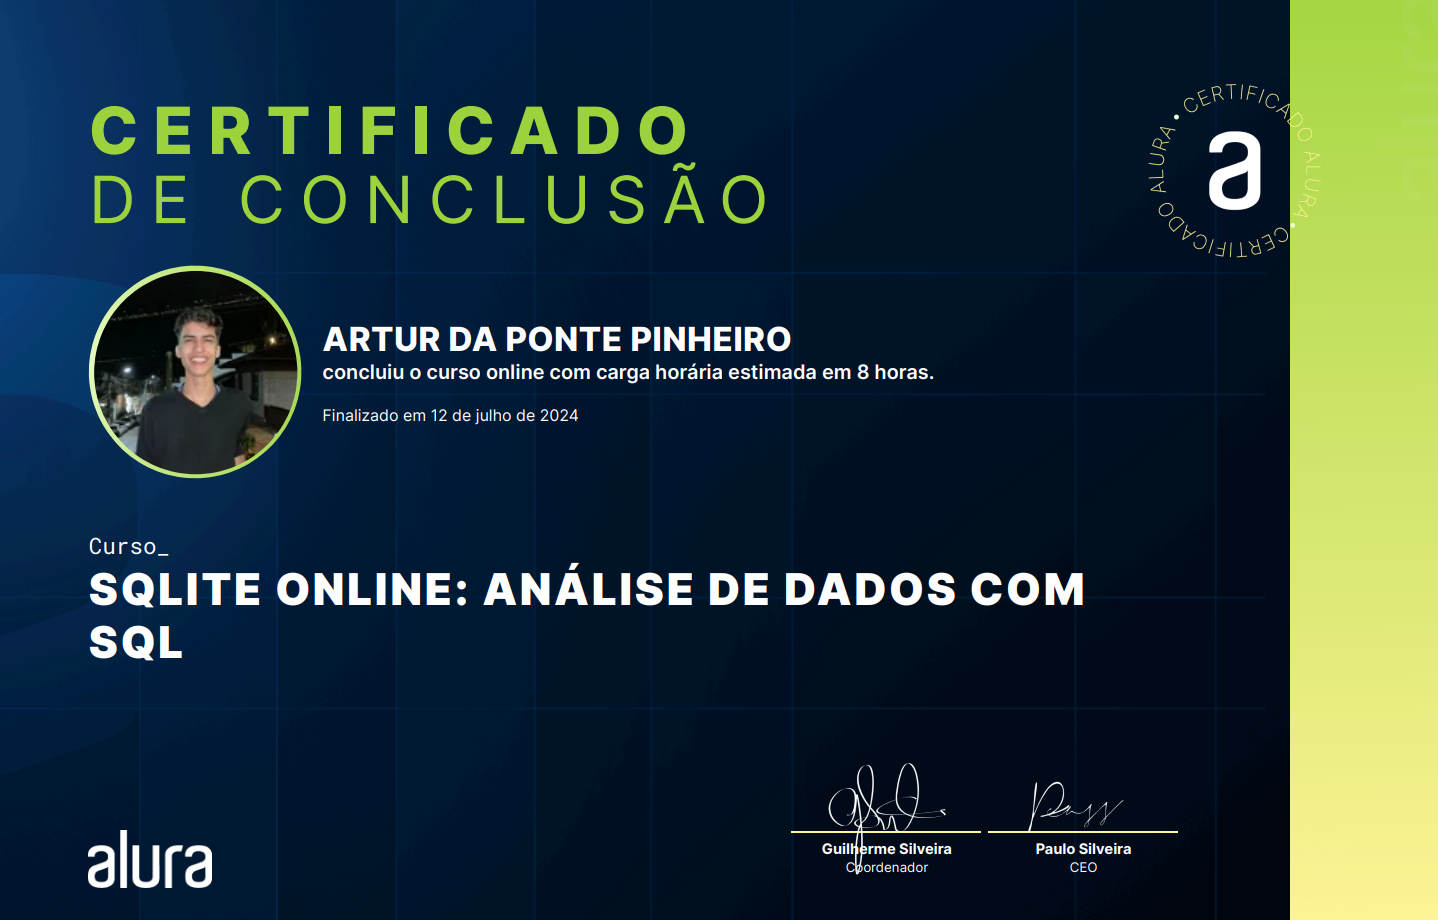 CERTIFICADO
DE CONCLUSÃO
CERTIFICADO ALURA • CERTIFICADO ALURA •
a
ARTUR DA PONTE PINHEIRO
concluiu o curso online com carga horária estimada em 8 horas.
Finalizado em 12 de julho de 2024
Curso_
SQLITE ONLINE: ANÁLISE DE DADOS COM
SQL
Guilherme Silveira
Coordenador
Paulo Silveira
CEO
alura